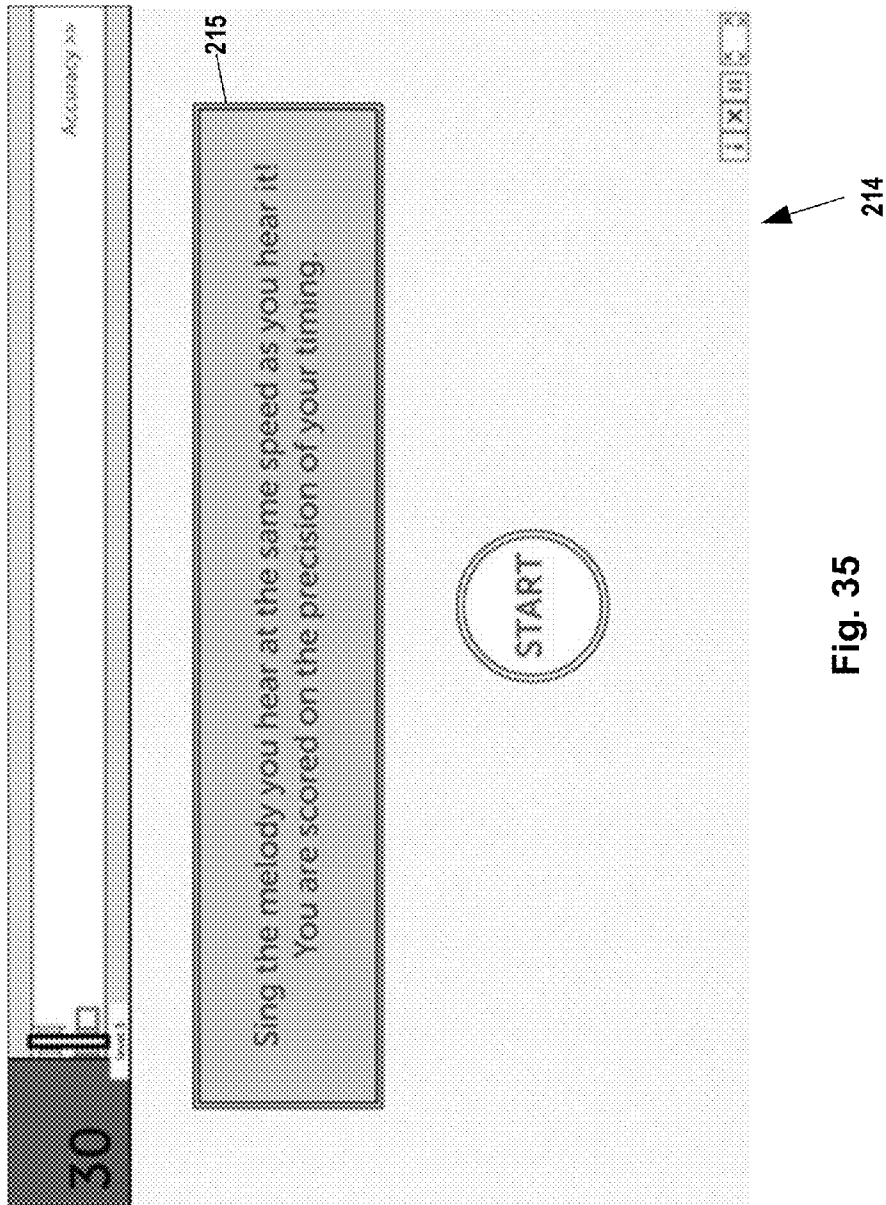 30
Accuracy >>
215
Sing the melody you hear at the same speed as you hear it!
You are scored on the precision of your timing
START
X
214
Fig. 35